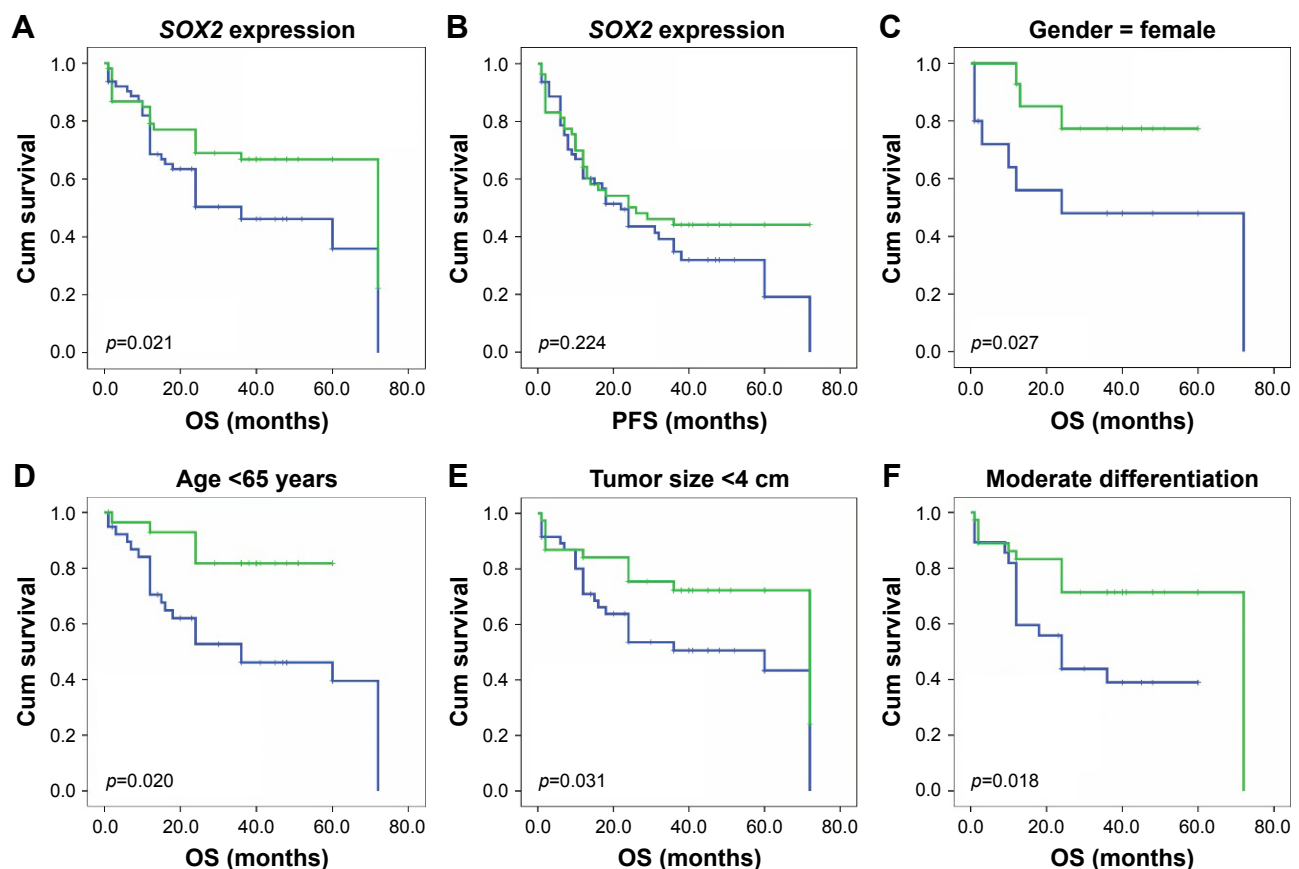 A
SOX2 expression
Cum survival
1.0
0.8
0.6
0.4
0.2
0.0
p=0.021
0.0 20.0 40.0 60.0 80.0
OS (months)
B
SOX2 expression
Cum survival
1.0
0.8
0.6
0.4
0.2
0.0
p=0.224
0.0 20.0 40.0 60.0 80.0
PFS (months)
C
Gender = female
Cum survival
1.0
0.8
0.6
0.4
0.2
0.0
p=0.027
0.0 20.0 40.0 60.0 80.0
OS (months)
D
Age <65 years
Cum survival
1.0
0.8
0.6
0.4
0.2
0.0
p=0.020
0.0 20.0 40.0 60.0 80.0
OS (months)
E
Tumor size <4 cm
Cum survival
1.0
0.8
0.6
0.4
0.2
0.0
p=0.031
0.0 20.0 40.0 60.0 80.0
OS (months)
F
Moderate differentiation
Cum survival
1.0
0.8
0.6
0.4
0.2
0.0
p=0.018
0.0 20.0 40.0 60.0 80.0
OS (months)